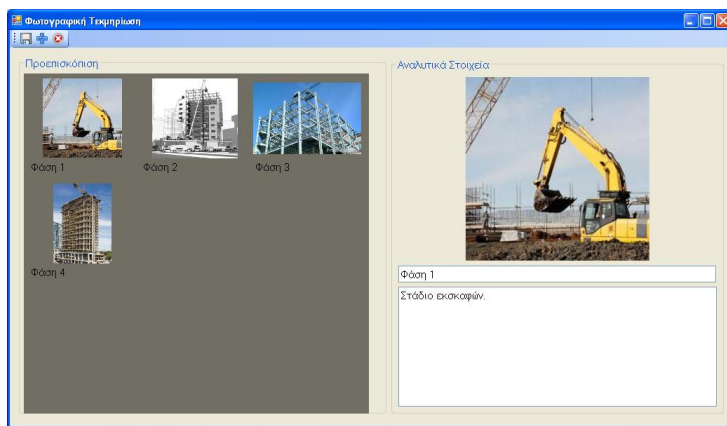 Φωτογραφική Τεκμηρίωση
Προεπισκόπιση
Αναλυτικά Στοιχεία
Φάση 1
Φάση 2
Φάση 3
Φάση 4
Φάση 1
Στάδιο εκσκαφών.